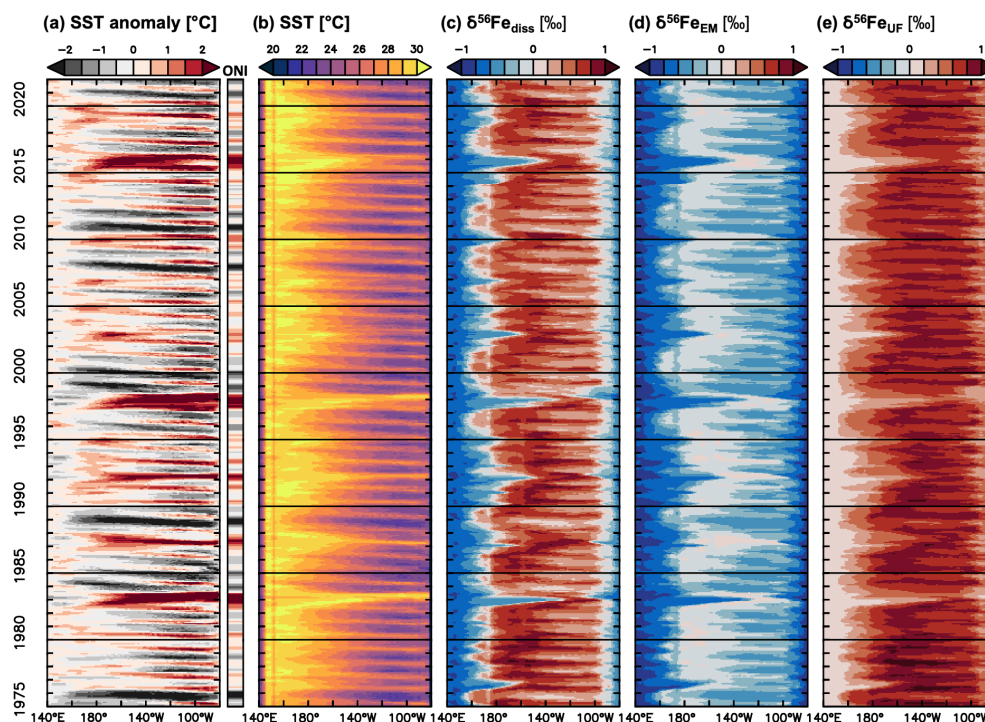 (a) SST anomaly [°C]
(b) SST [°C]
(c) δ⁵⁶Fe_diss [‰]
(d) δ⁵⁶Fe_EM [‰]
(e) δ⁵⁶Fe_UF [‰]
−2 −1 0 1 2
20 22 24 26 28 30
−1 0 1
−1 0 1
−1 0 1
ONI
2020
2015
2010
2005
2000
1995
1990
1985
1980
1975
140°E 180° 140°W 100°W
140°E 180° 140°W 100°W
140°E 180° 140°W 100°W
140°E 180° 140°W 100°W
140°E 180° 140°W 100°W